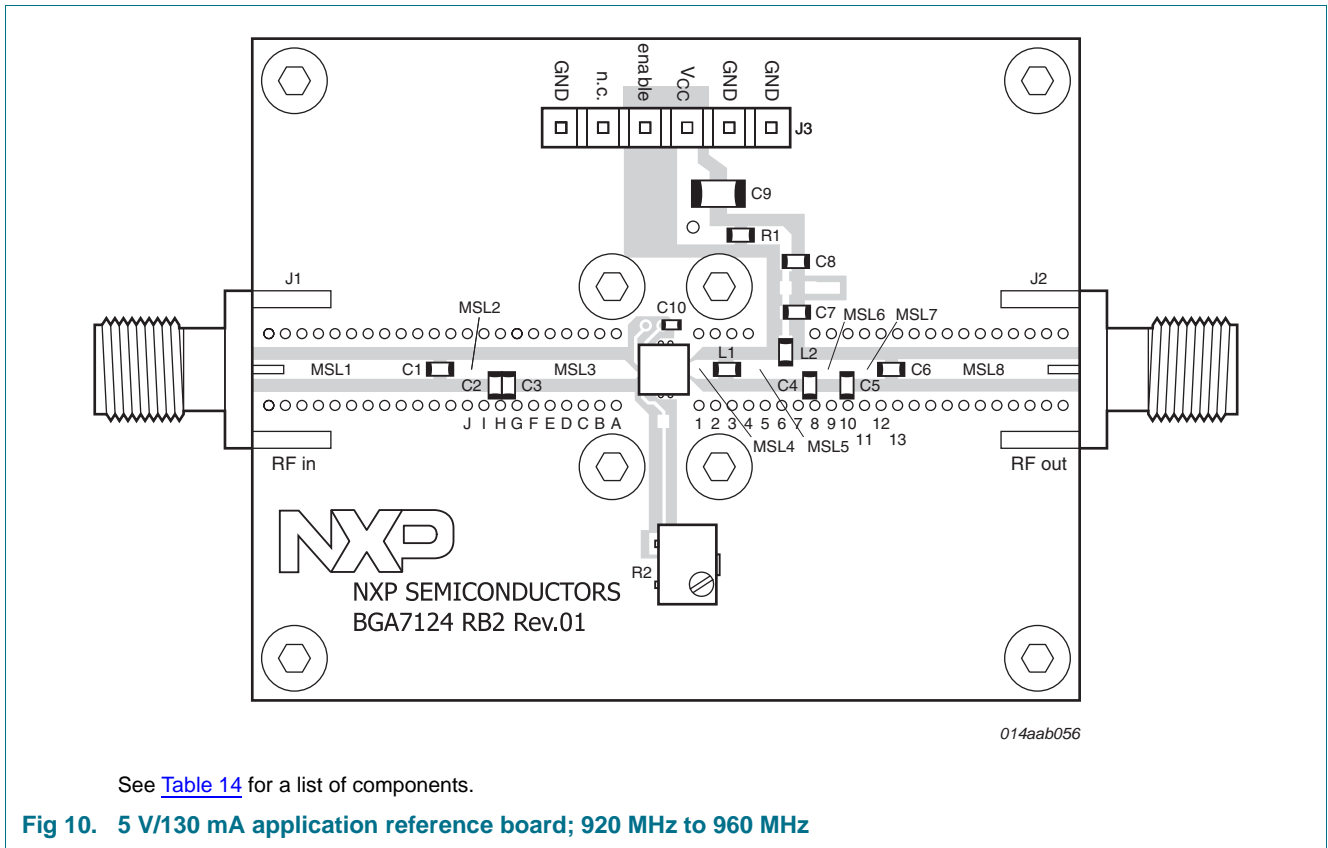 GND
n.c.
enable
VCC
GND
GND
J3
C9
R1
C8
J1
J2
MSL2
C10
C7
MSL6
MSL7
L1
L2
MSL1
C1
MSL3
C6
MSL8
C2
C3
C4
C5
J I H G F E D C B A
1 2 3 4 5 6 7 8 9 10 12
11 13
MSL4
MSL5
RF in
RF out
NXP
R2
NXP SEMICONDUCTORS
BGA7124 RB2 Rev.01
014aab056
See Table 14 for a list of components.
Fig 10. 5 V/130 mA application reference board; 920 MHz to 960 MHz